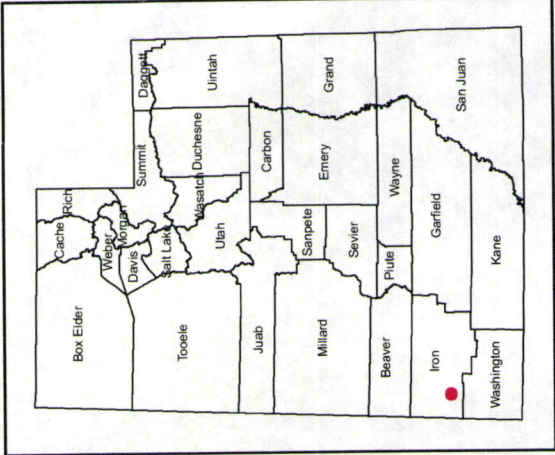 Box Elder
Cache
Rich
Weber
Morgan
Davis
Salt Lake
Summit
Daggett
Tooele
Utah
Wasatch
Duchesne
Uintah
Juab
Sanpete
Carbon
Millard
Sevier
Emery
Grand
Beaver
Piute
Wayne
Iron
Garfield
San Juan
Washington
Kane